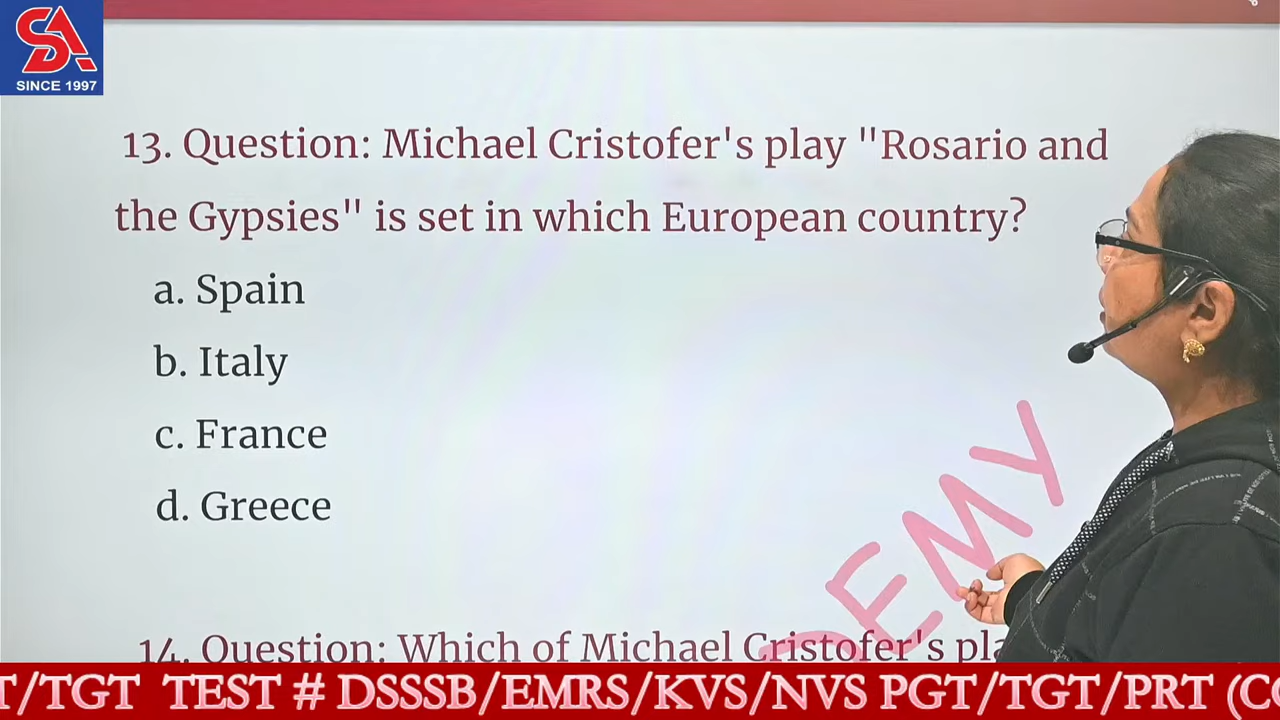 SA
SINCE 1997
13. Question: Michael Cristofer's play "Rosario and
the Gypsies" is set in which European country?
a. Spain
b. Italy
c. France
d. Greece
DEMY
14. Question: Which of Michael Cristofer's pla
T/TGT TEST # DSSSB/EMRS/KVS/NVS PGT/TGT/PRT (Co